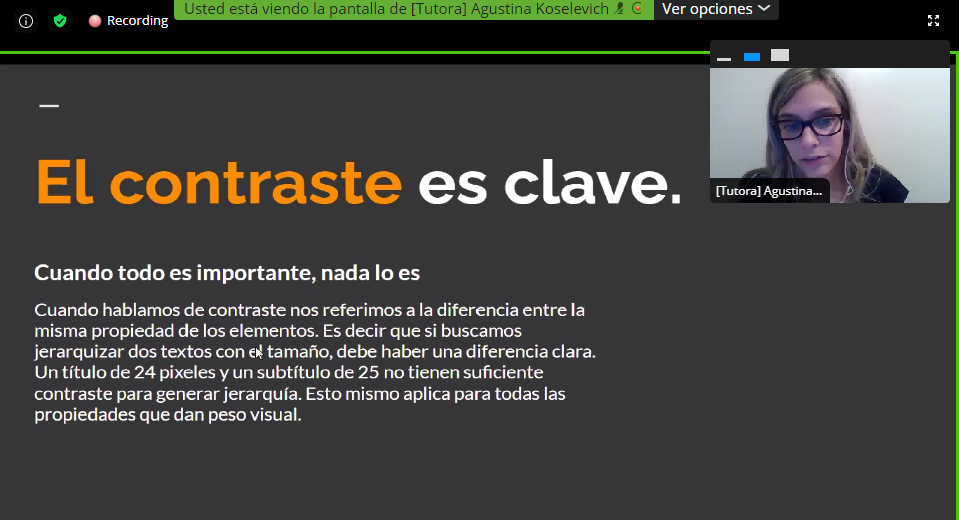 Usted está viendo la pantalla de [Tutora] Agustina Koselevich
Ver opciones
Recording
[Tutora] Agustina...
El contraste es clave.
Cuando todo es importante, nada lo es
Cuando hablamos de contraste nos referimos a la diferencia entre la
misma propiedad de los elementos. Es decir que si buscamos
jerarquizar dos textos con el tamaño, debe haber una diferencia clara.
Un título de 24 pixeles y un subtítulo de 25 no tienen suficiente
contraste para generar jerarquía. Esto mismo aplica para todas las
propiedades que dan peso visual.